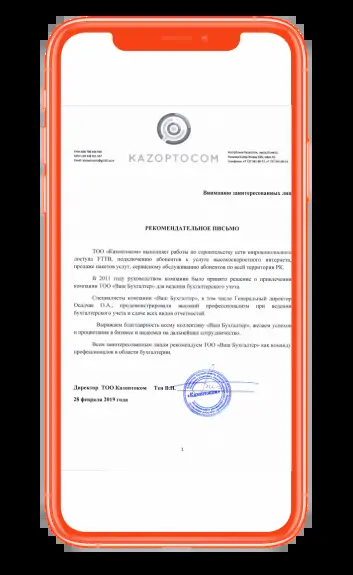 KAZOPTOCOM
Вниманию заинтересованных лиц
РЕКОМЕНДАТЕЛЬНОЕ ПИСЬМО
ТОО «Казоптоком» выполняет работы по строительству сети широкополосного
доступа FTTB, подключению абонентов к услуге высокоскоростного интернета,
продаже пакетов услуг, сервисному обслуживанию абонентов по всей территории РК.
В 2013 году руководством компании было принято решение о привлечении
компании ТОО «Ваш Бухгалтер» для ведения бухгалтерского учета.
Специалисты компании «Ваш Бухгалтер», в том числе Генеральный директор
О.А., продемонстрировали высокий профессионализм при ведении
бухгалтерского учета и сдаче всех видов отчетностей.
Выражаем благодарность всему коллективу «Ваш Бухгалтер», желаем успехов
и процветания в бизнесе и надеемся на дальнейшее сотрудничество.
Всем заинтересованным лицам рекомендуем ТОО «Ваш Бухгалтер» как команду
профессионалов в области бухгалтерии.
Директор ТОО Казоптоком Тен В.П.
«Казоптоком»
28 февраля 2019 года
1